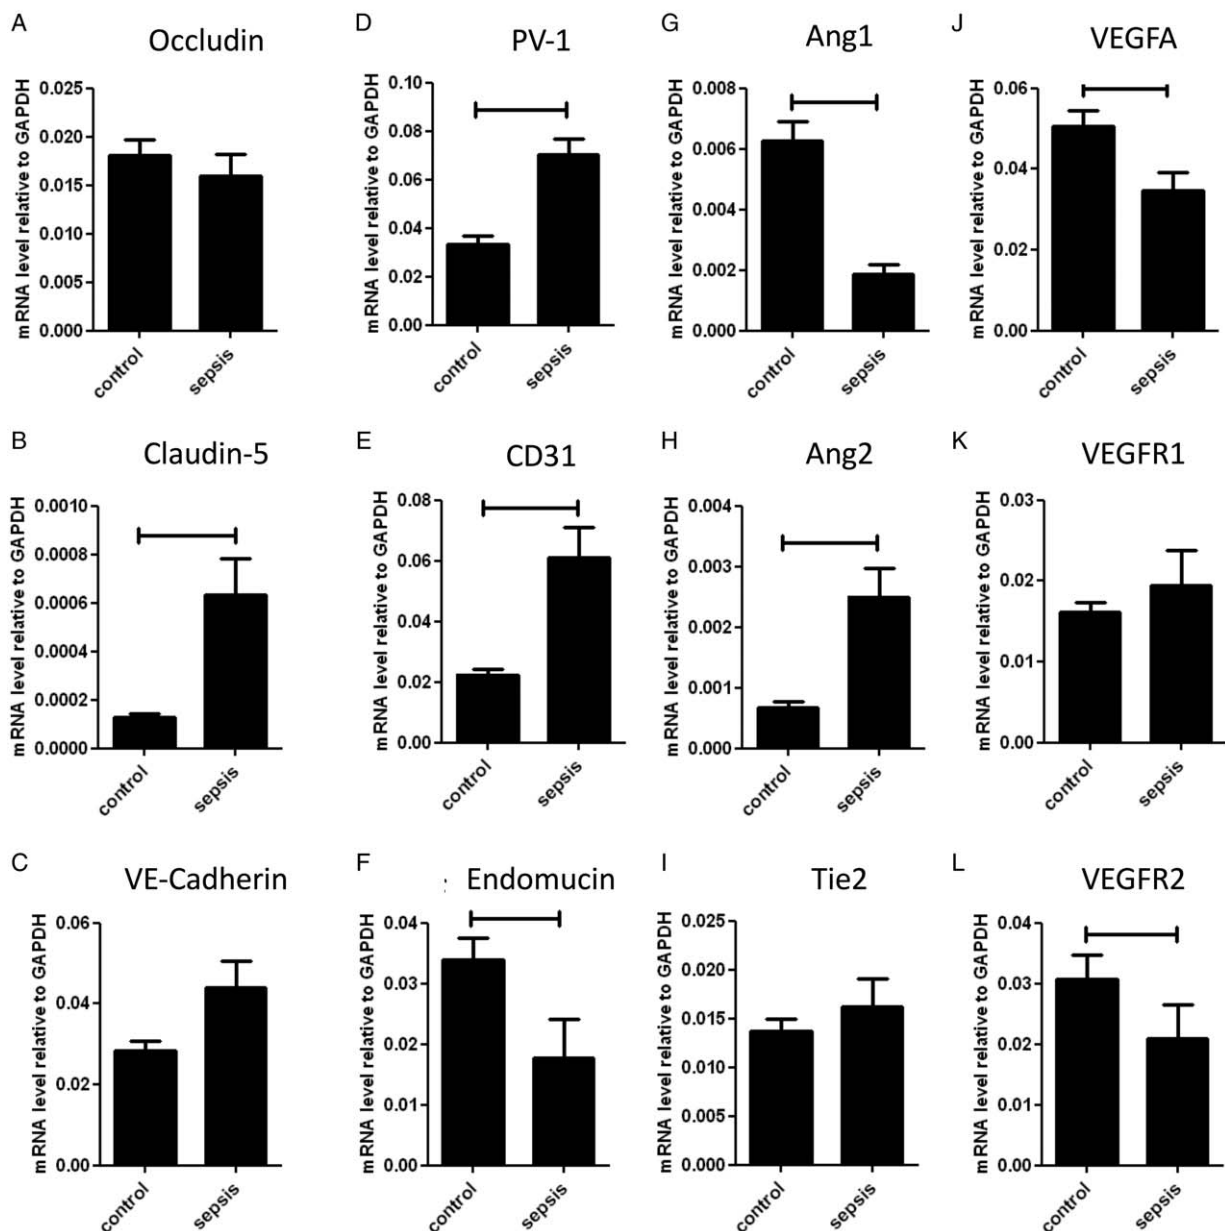 A
Occludin
mRNA level relative to GAPDH
0.025
0.020
0.015
0.010
0.005
0.000
control
sepsis
D
PV-1
mRNA level relative to GAPDH
0.10
0.08
0.06
0.04
0.02
0.00
control
sepsis
G
Ang1
mRNA level relative to GAPDH
0.008
0.006
0.004
0.002
0.000
control
sepsis
J
VEGFA
mRNA level relative to GAPDH
0.06
0.04
0.02
0.00
control
sepsis
B
Claudin-5
mRNA level relative to GAPDH
0.0010
0.0008
0.0006
0.0004
0.0002
0.0000
control
sepsis
E
CD31
mRNA level relative to GAPDH
0.08
0.06
0.04
0.02
0.00
control
sepsis
H
Ang2
mRNA level relative to GAPDH
0.004
0.003
0.002
0.001
0.000
control
sepsis
K
VEGFR1
mRNA level relative to GAPDH
0.03
0.02
0.01
0.00
control
sepsis
C
VE-Cadherin
mRNA level relative to GAPDH
0.06
0.04
0.02
0.00
control
sepsis
F
: Endomucin
mRNA level relative to GAPDH
0.04
0.03
0.02
0.01
0.00
control
sepsis
I
Tie2
mRNA level relative to GAPDH
0.025
0.020
0.015
0.010
0.005
0.000
control
sepsis
L
VEGFR2
mRNA level relative to GAPDH
0.04
0.03
0.02
0.01
0.00
control
sepsis